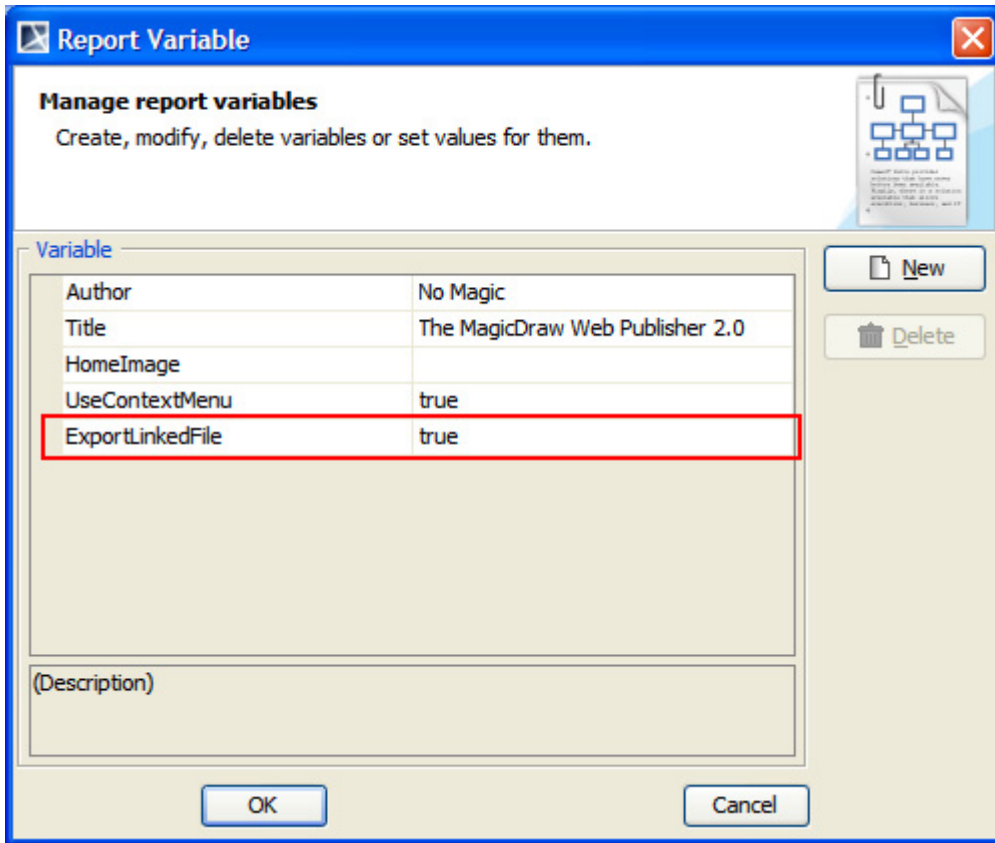 Report Variable
Manage report variables
Create, modify, delete variables or set values for them.
Variable
Author No Magic
Title The MagicDraw Web Publisher 2.0
HomeImage
UseContextMenu true
ExportLinkedFile true
(Description)
New
Delete
OK Cancel